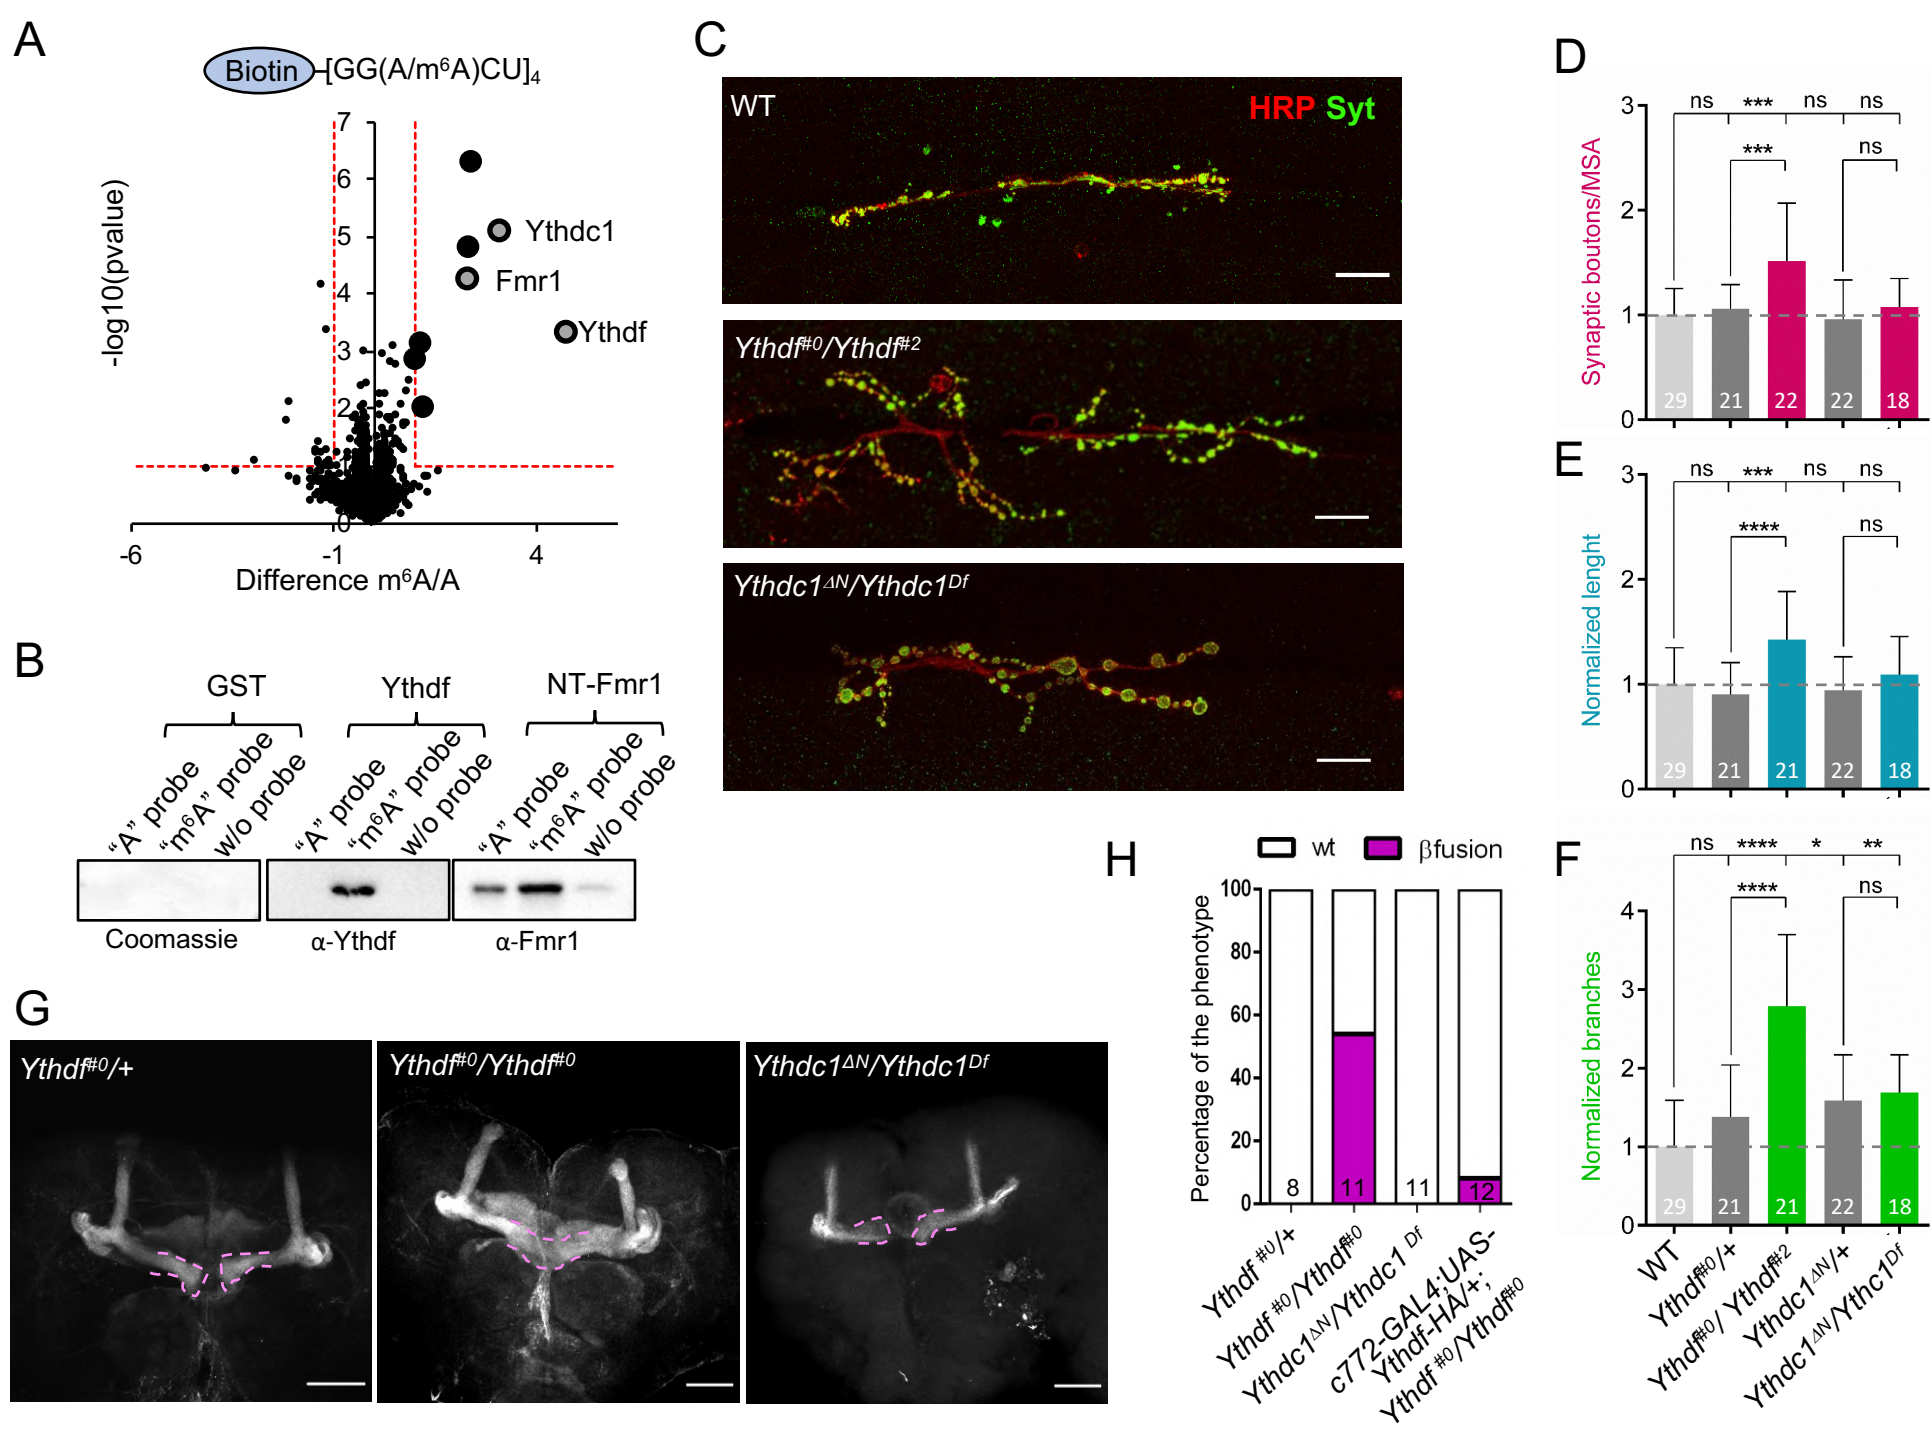 A
Biotin [GG(A/m⁶A)CU]₄
-log10(pvalue)
7
6
5
4
3
2
0
Ythdc1
Fmr1
Ythdf
-6 -1 4
Difference m⁶A/A
B
GST Ythdf NT-Fmr1
“A” probe “m⁶A” probe w/o probe “A” probe “m⁶A” probe w/o probe “A” probe “m⁶A” probe w/o probe
Coomassie α-Ythdf α-Fmr1
C
WT HRP Syt
Ythdf#0/Ythdf#2
Ythdc1ΔN/Ythdc1Df
D
Synaptic boutons/MSA
ns *** ns ns
*** ns
3
2
1
0
29 21 22 22 18
E
Normalized lenght
ns *** ns ns
**** ns
3
2
1
0
29 21 21 22 18
F
Normalized branches
ns **** * **
**** ns
4
3
2
1
0
29 21 21 22 18
WT
Ythdf#0/+
Ythdf#0/ Ythdf#2
Ythdc1ΔN/+
Ythdc1ΔN/Ythc1Df
G
Ythdf#0/+
Ythdf#0/Ythdf#0
Ythdc1ΔN/Ythdc1Df
H
wt βfusion
Percentage of the phenotype
100
80
60
40
20
0
8 11 11 12
Ythdf #0/+
Ythdf #0/Ythdf#0
Ythdc1ΔN/Ythdc1 Df
c772-GAL4;UAS-
Ythdf-HA/+;
Ythdf #0/Ythdf#0